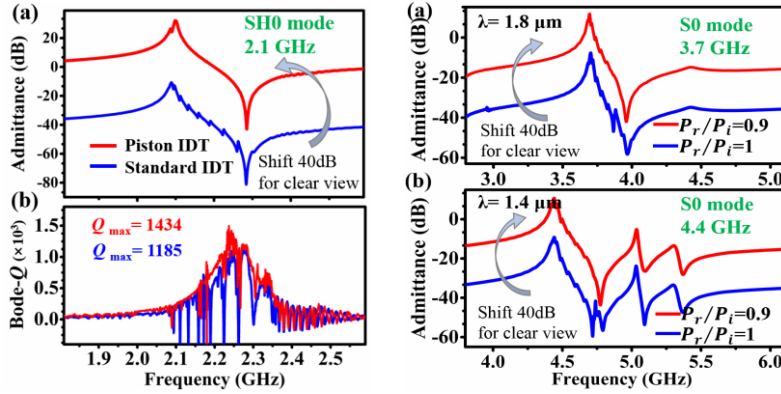 (a)
SH0 mode
2.1 GHz
Admittance (dB)
40
20
0
-20
-40
-60
-80
Piston IDT
Standard IDT
Shift 40dB
for clear view
(b)
Q max= 1434
Q max= 1185
Bode-Q (×10³)
2.0
1.5
1.0
0.5
0.0
1.9 2.0 2.1 2.2 2.3 2.4 2.5
Frequency (GHz)
(a)
λ= 1.8 μm
S0 mode
3.7 GHz
Admittance (dB)
0
-20
-40
-60
Shift 40dB
for clear view
Pr/Pi=0.9
Pr/Pi=1
3.0 3.5 4.0 4.5 5.0
(b)
λ= 1.4 μm
S0 mode
4.4 GHz
Admittance (dB)
0
-20
-40
-60
Shift 40dB
for clear view
Pr/Pi=0.9
Pr/Pi=1
4.0 4.5 5.0 5.5 6.0
Frequency (GHz)